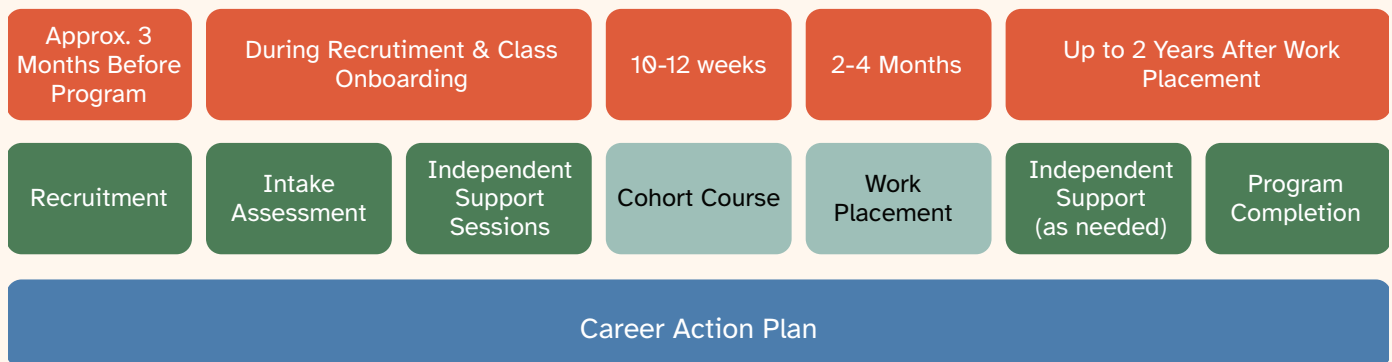 Approx. 3
Months Before
Program
During Recrutiment & Class
Onboarding
10-12 weeks
2-4 Months
Up to 2 Years After Work
Placement
Recruitment
Intake
Assessment
Independent
Support
Sessions
Cohort Course
Work
Placement
Independent
Support
(as needed)
Program
Completion
Career Action Plan